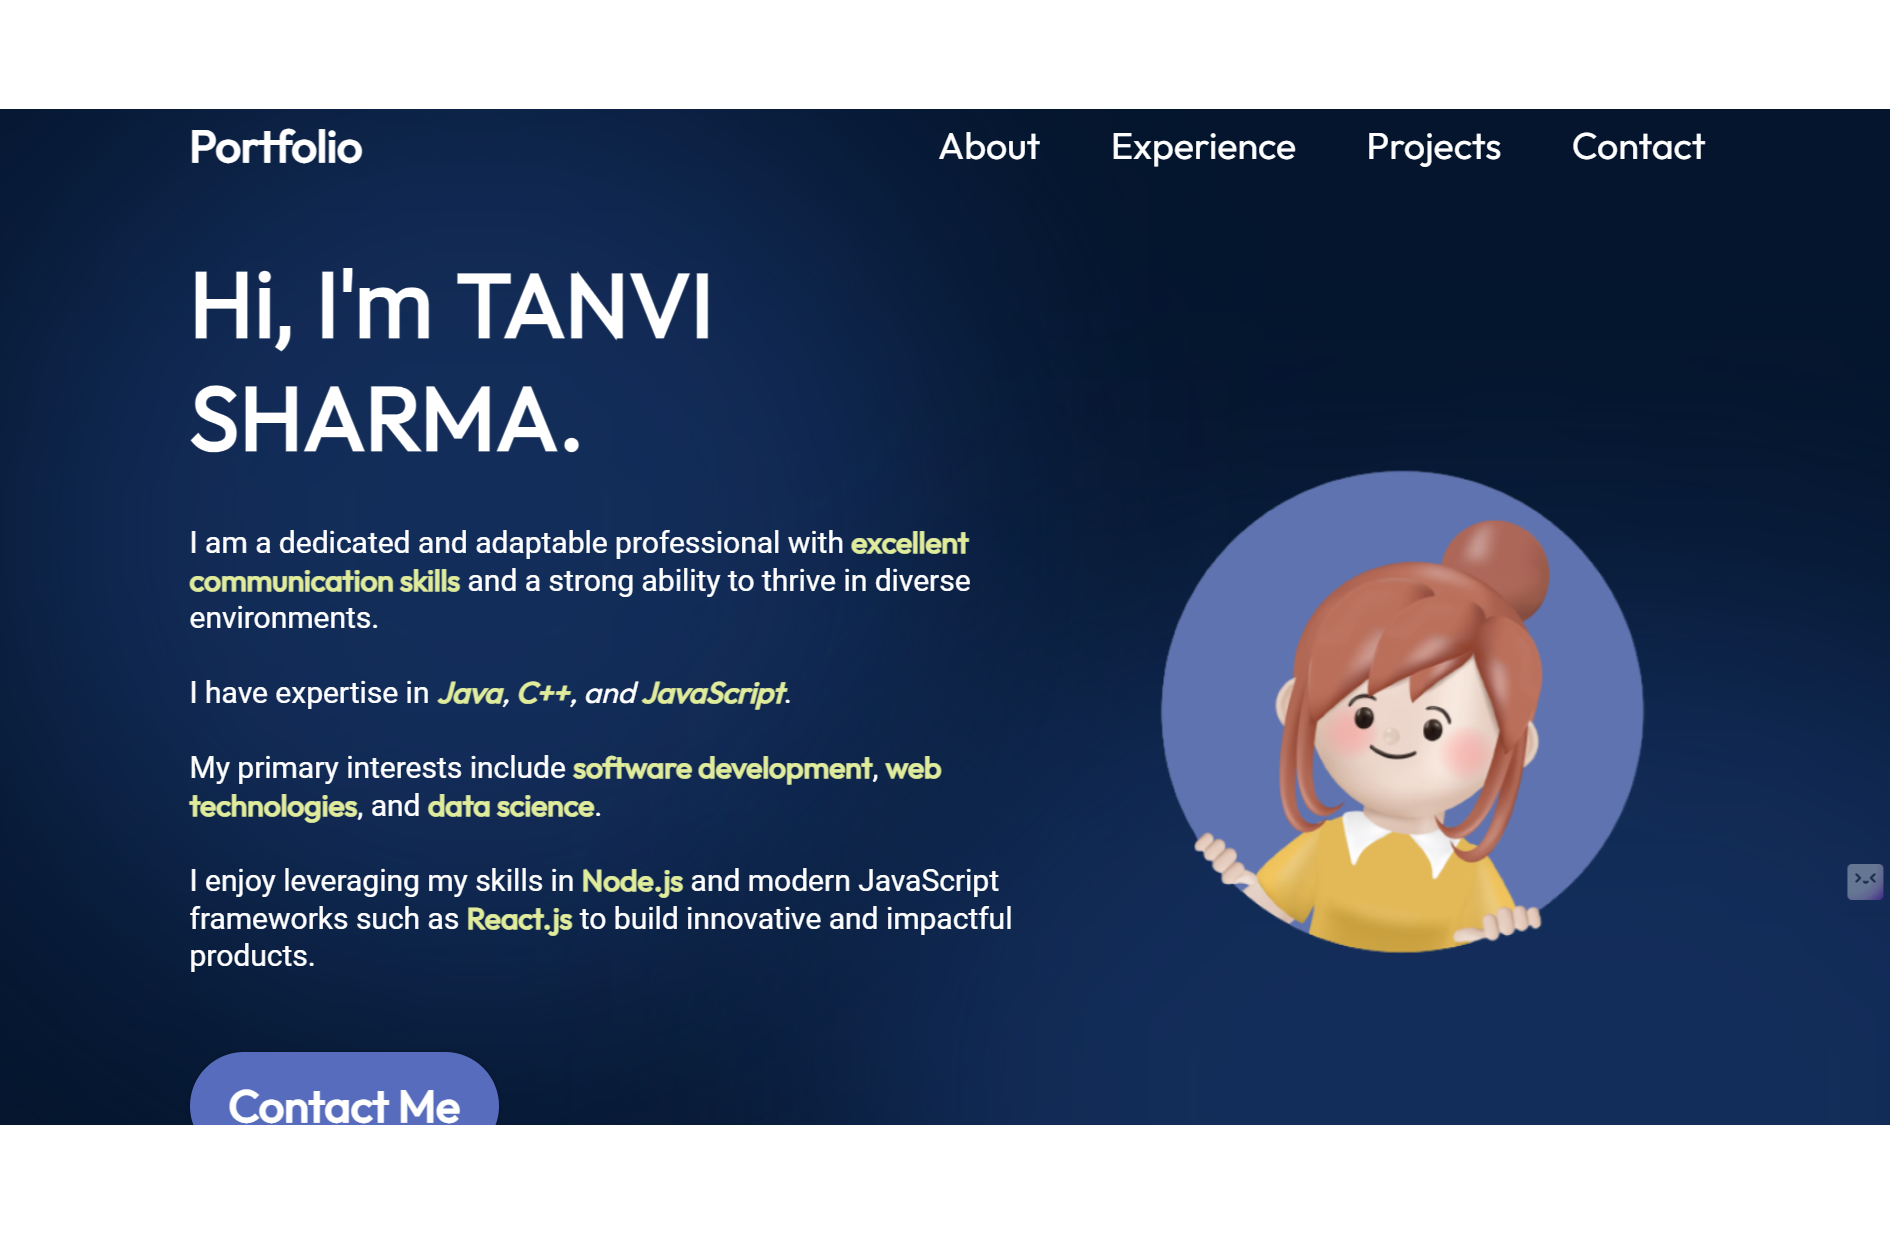 Portfolio
About Experience Projects Contact
Hi, I'm TANVI
SHARMA.
I am a dedicated and adaptable professional with excellent
communication skills and a strong ability to thrive in diverse
environments.
I have expertise in Java, C++, and JavaScript.
My primary interests include software development, web
technologies, and data science.
I enjoy leveraging my skills in Node.js and modern JavaScript
frameworks such as React.js to build innovative and impactful
products.
Contact Me